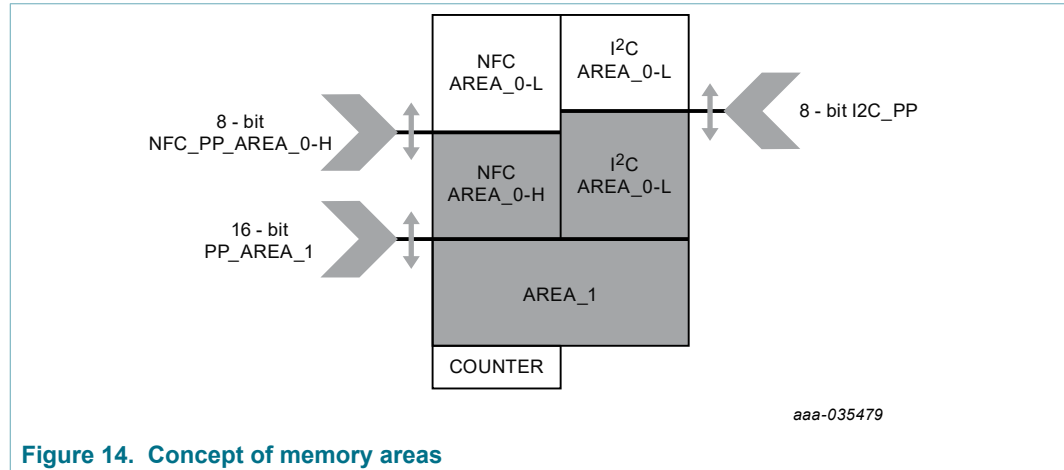 NFC
AREA_0-L
I²C
AREA_0-L
8 - bit
NFC_PP_AREA_0-H
8 - bit I2C_PP
NFC
AREA_0-H
I²C
AREA_0-L
16 - bit
PP_AREA_1
AREA_1
COUNTER
aaa-035479
Figure 14. Concept of memory areas